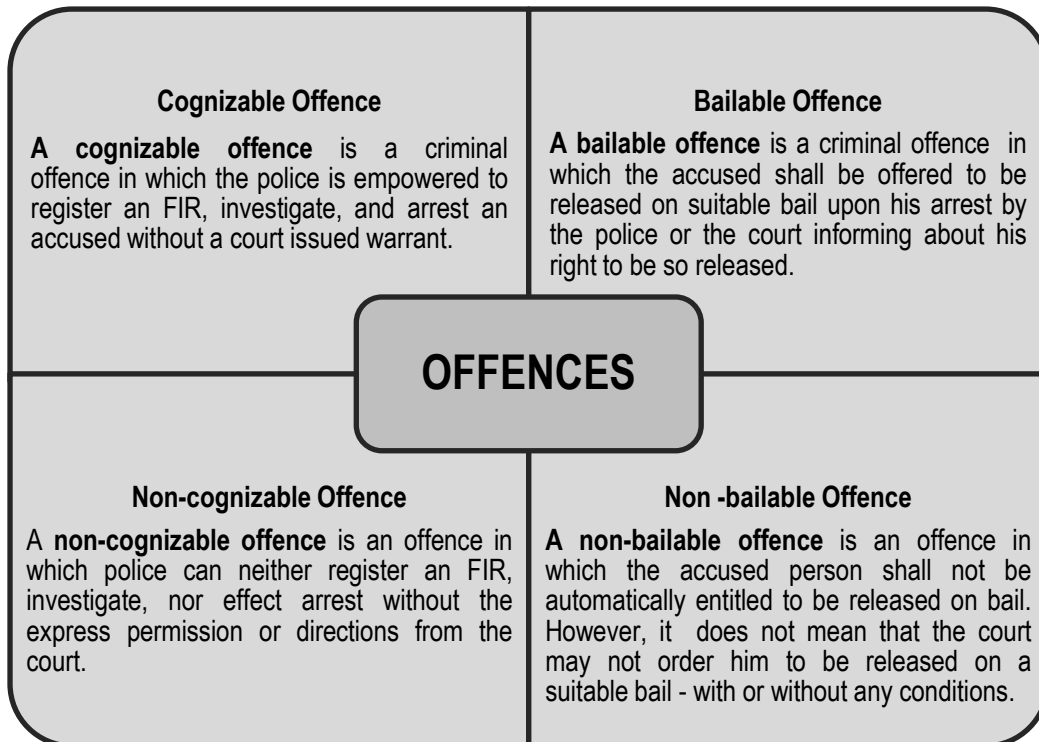 Cognizable Offence
A cognizable offence is a criminal
offence in which the police is empowered to
register an FIR, investigate, and arrest an
accused without a court issued warrant.
Bailable Offence
A bailable offence is a criminal offence in
which the accused shall be offered to be
released on suitable bail upon his arrest by
the police or the court informing about his
right to be so released.
OFFENCES
Non-cognizable Offence
A non-cognizable offence is an offence in
which police can neither register an FIR,
investigate, nor effect arrest without the
express permission or directions from the
court.
Non -bailable Offence
A non-bailable offence is an offence in
which the accused person shall not be
automatically entitled to be released on bail.
However, it does not mean that the court
may not order him to be released on a
suitable bail - with or without any conditions.